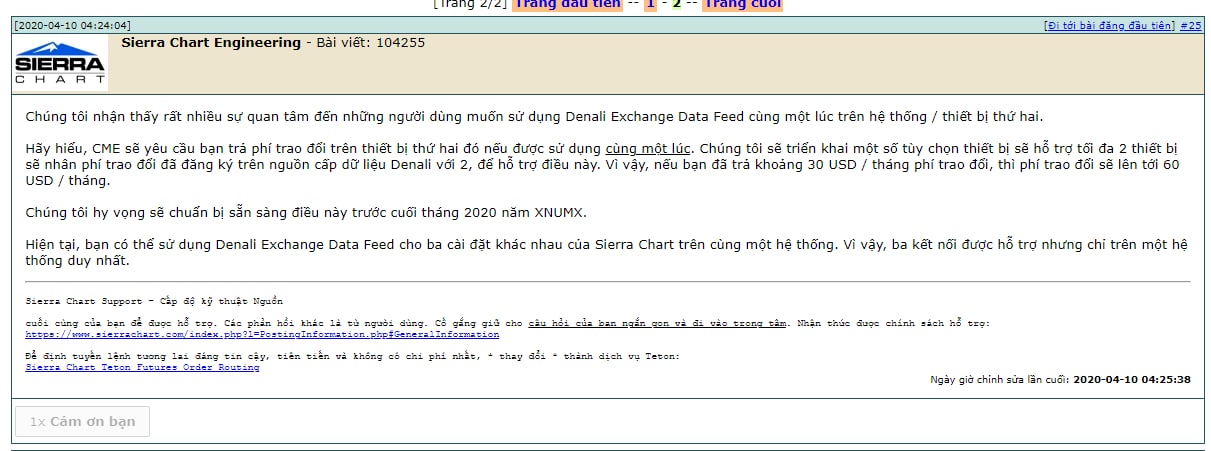 [Trang 2/2] Trang đầu tiên -- 1 - 2 -- Trang cuối
[2020-04-10 04:24:04] [Đi tới bài đăng đầu tiên] #25
SIERRA CHART Sierra Chart Engineering - Bài viết: 104255
Chúng tôi nhận thấy rất nhiều sự quan tâm đến những người dùng muốn sử dụng Denali Exchange Data Feed cùng một lúc trên hệ thống / thiết bị thứ hai.
Hãy hiểu, CME sẽ yêu cầu bạn trả phí trao đổi trên thiết bị thứ hai đó nếu được sử dụng cùng một lúc. Chúng tôi sẽ triển khai một số tùy chọn thiết bị sẽ hỗ trợ tối đa 2 thiết bị
sẽ nhân phí trao đổi đã đăng ký trên nguồn cấp dữ liệu Denali với 2, để hỗ trợ điều này. Vì vậy, nếu bạn đã trả khoảng 30 USD / tháng phí trao đổi, thì phí trao đổi sẽ lên tới 60
USD / tháng.
Chúng tôi hy vọng sẽ chuẩn bị sẵn sàng điều này trước cuối tháng 2020 năm XNUMX.
Hiện tại, bạn có thể sử dụng Denali Exchange Data Feed cho ba cài đặt khác nhau của Sierra Chart trên cùng một hệ thống. Vì vậy, ba kết nối được hỗ trợ nhưng chỉ trên một hệ
thống duy nhất.
Sierra Chart Support - Cấp độ kỹ thuật Nguồn
cuối cùng của bạn để được hỗ trợ. Các phản hồi khác là từ người dùng. Cố gắng giữ cho câu hỏi của bạn ngắn gọn và đi vào trọng tâm. Nhận thức được chính sách hỗ trợ:
https://www.sierrachart.com/index.php?l=PostingInformation.php#GeneralInformation
Để định tuyến lệnh tương lai đáng tin cậy, tiên tiến và không có chi phí nhất, * thay đổi * thành dịch vụ Teton:
Sierra Chart Teton Futures Order Routing
Ngày giờ chỉnh sửa lần cuối: 2020-04-10 04:25:38
1x Cảm ơn bạn